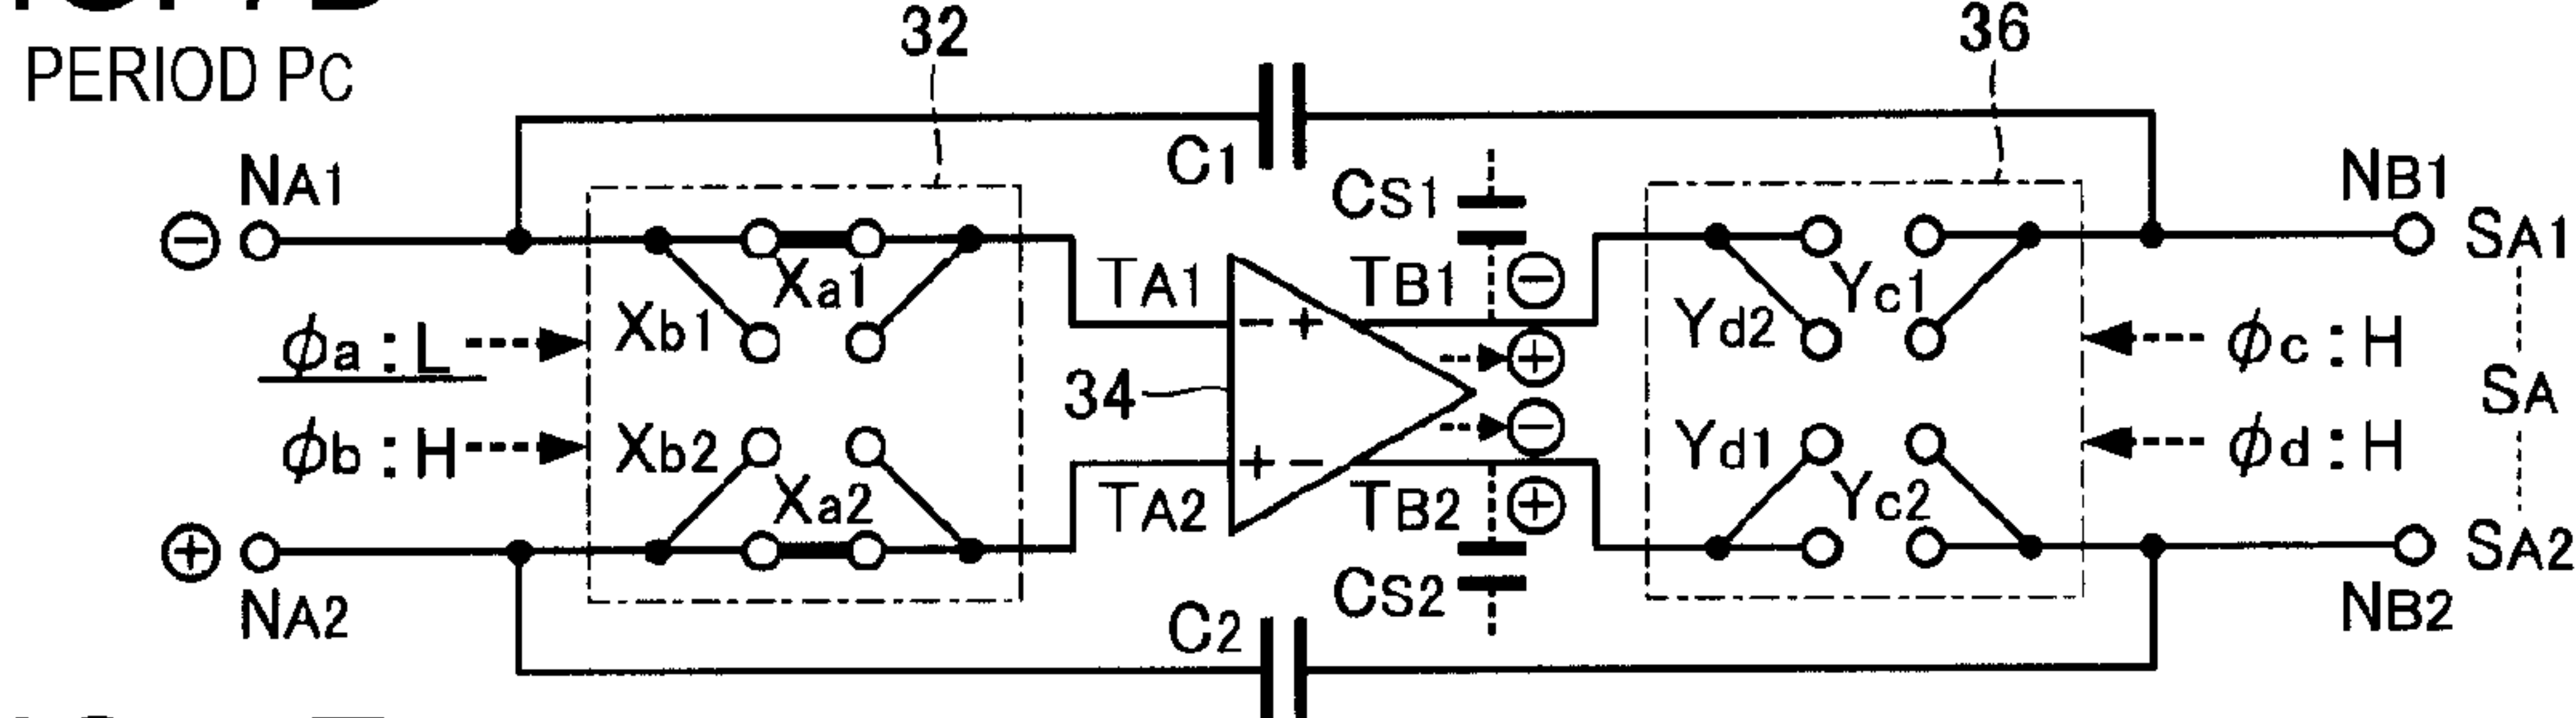 PERIOD PC
32
36
C1
NA1
CS1
NB1
⊖
SA1
Xa1
TA1
TB1
⊖
Yc1
Xb1
Yd2
φa : L
− +
⊕
φc : H
34
SA
φb : H
⊖
φd : H
Xb2
Yd1
+ −
Xa2
TA2
TB2
⊕
Yc2
⊕
SA2
NA2
CS2
NB2
C2